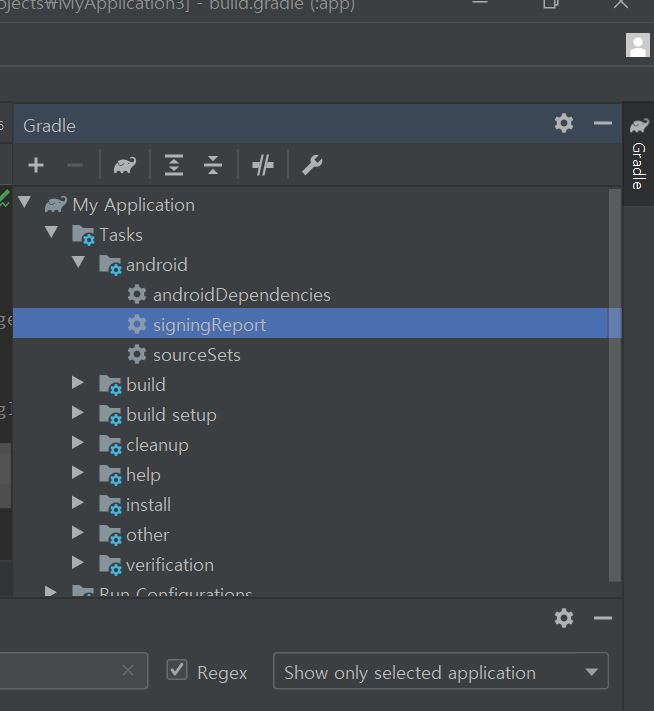 ojects₩MyApplication3] - build.gradle (:app)
Gradle
Gradle
My Application
Tasks
android
androidDependencies
signingReport
sourceSets
build
build setup
cleanup
help
install
other
verification
Run Configurations
Regex
Show only selected application